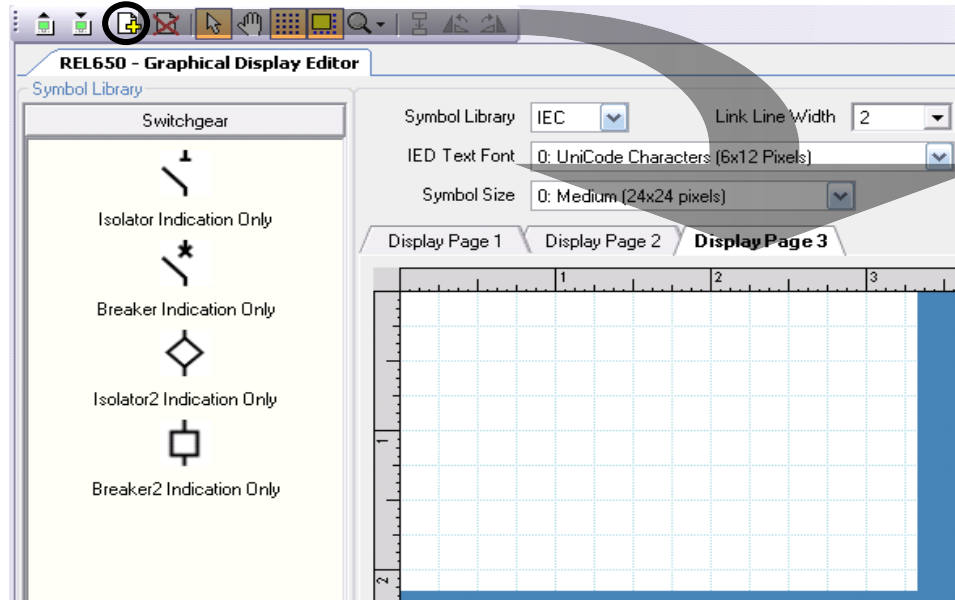 REL650 - Graphical Display Editor
Symbol Library
Switchgear
Isolator Indication Only
Breaker Indication Only
Isolator2 Indication Only
Breaker2 Indication Only
Symbol Library IEC Link Line Width 2
IED Text Font 0: UniCode Characters (6x12 Pixels)
Symbol Size 0: Medium (24x24 pixels)
Display Page 1 Display Page 2 Display Page 3
1 2 3
1
2